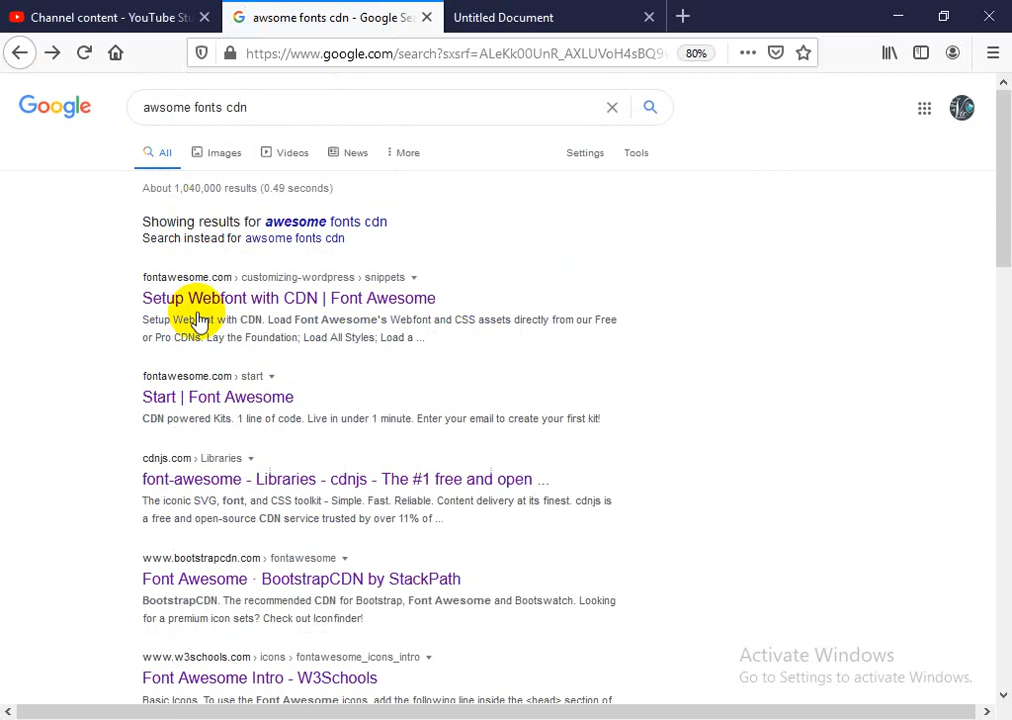 Channel content - YouTube Stu
awsome fonts cdn - Google Sea
Untitled Document
https://www.google.com/search?sxsrf=ALeKk00UnR_AXLUVoH4sBQ9v
80%
Google
awsome fonts cdn
All
Images
Videos
News
More
Settings
Tools
About 1,040,000 results (0.49 seconds)
Showing results for awesome fonts cdn
Search instead for awsome fonts cdn
fontawesome.com › customizing-wordpress › snippets
Setup Webfont with CDN | Font Awesome
Setup Webfont with CDN. Load Font Awesome's Webfont and CSS assets directly from our Free
or Pro CDNs. Lay the Foundation; Load All Styles; Load a ...
fontawesome.com › start
Start | Font Awesome
CDN powered Kits. 1 line of code. Live in under 1 minute. Enter your email to create your first kit!
cdnjs.com › Libraries
font-awesome - Libraries - cdnjs - The #1 free and open ...
The iconic SVG, font, and CSS toolkit - Simple. Fast. Reliable. Content delivery at its finest. cdnjs is
a free and open-source CDN service trusted by over 11% of ...
www.bootstrapcdn.com › fontawesome
Font Awesome · BootstrapCDN by StackPath
BootstrapCDN. The recommended CDN for Bootstrap, Font Awesome and Bootswatch. Looking
for a premium icon sets? Check out Iconfinder!
www.w3schools.com › icons › fontawesome_icons_intro
Font Awesome Intro - W3Schools
Basic Icons. To use the Font Awesome icons, add the following line inside the <head> section of
Activate Windows
Go to Settings to activate Windows.